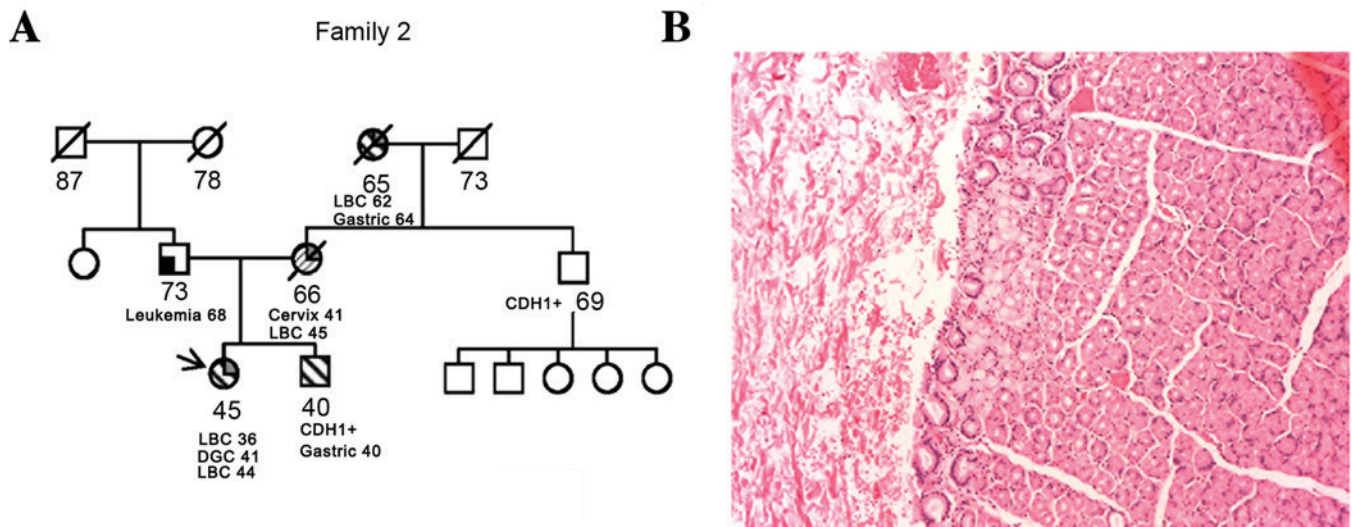 A
Family 2
B
87
78
65
73
LBC 62
Gastric 64
73
66
69
CDH1+
Leukemia 68
Cervix 41
LBC 45
45
40
LBC 36
DGC 41
LBC 44
CDH1+
Gastric 40